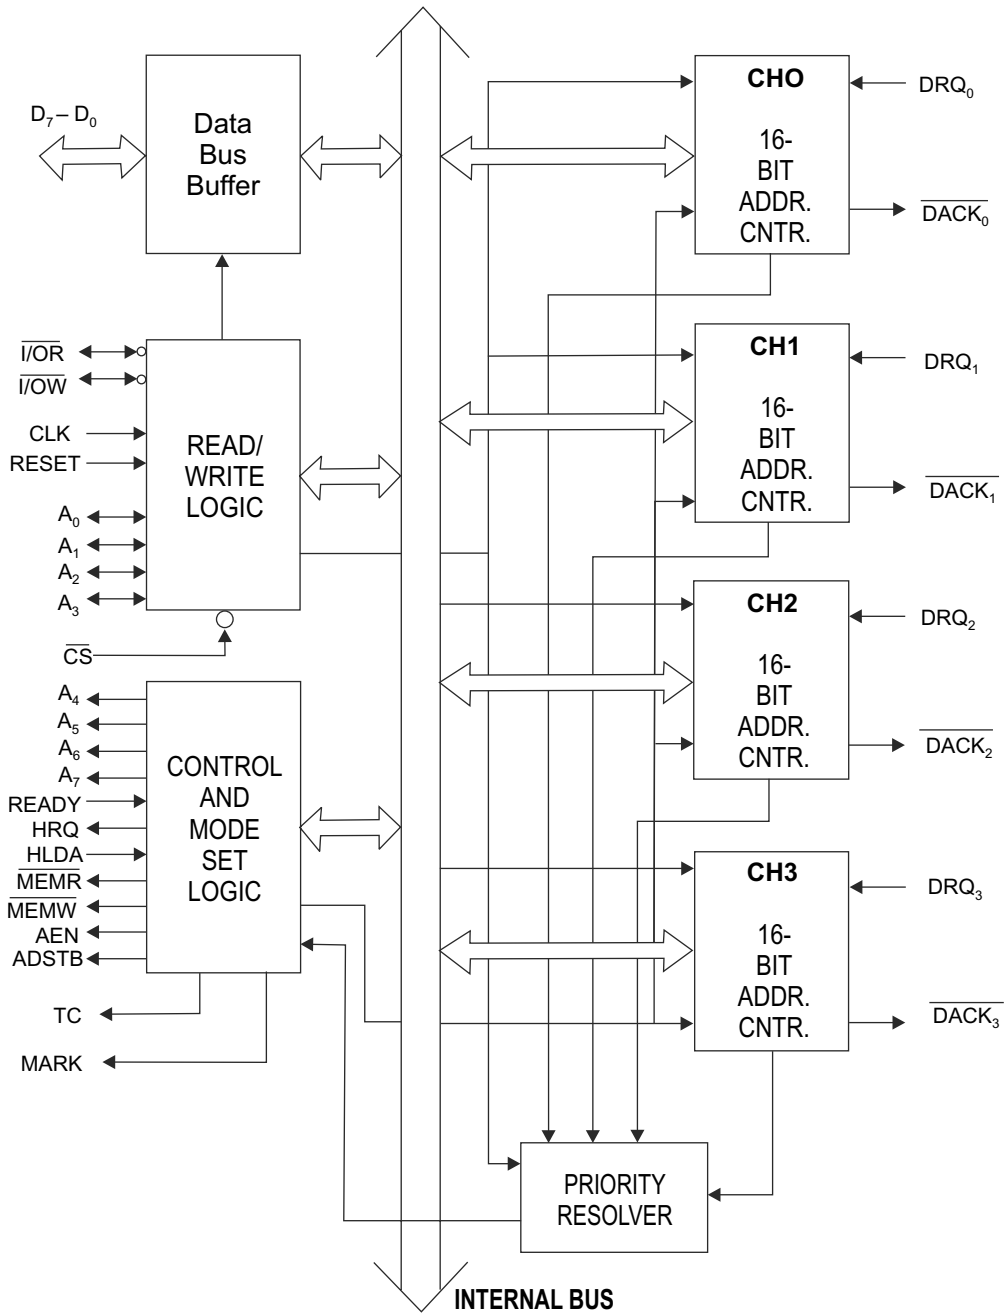 D₇ – D₀
Data
Bus
Buffer
I/OR
I/OW
CLK
RESET
A₀
A₁
A₂
A₃
CS
READ/
WRITE
LOGIC
A₄
A₅
A₆
A₇
READY
HRQ
HLDA
MEMR
MEMW
AEN
ADSTB
TC
MARK
CONTROL
AND
MODE
SET
LOGIC
CHO
16-
BIT
ADDR.
CNTR.
DRQ₀
DACK₀
CH1
16-
BIT
ADDR.
CNTR.
DRQ₁
DACK₁
CH2
16-
BIT
ADDR.
CNTR.
DRQ₂
DACK₂
CH3
16-
BIT
ADDR.
CNTR.
DRQ₃
DACK₃
PRIORITY
RESOLVER
INTERNAL BUS